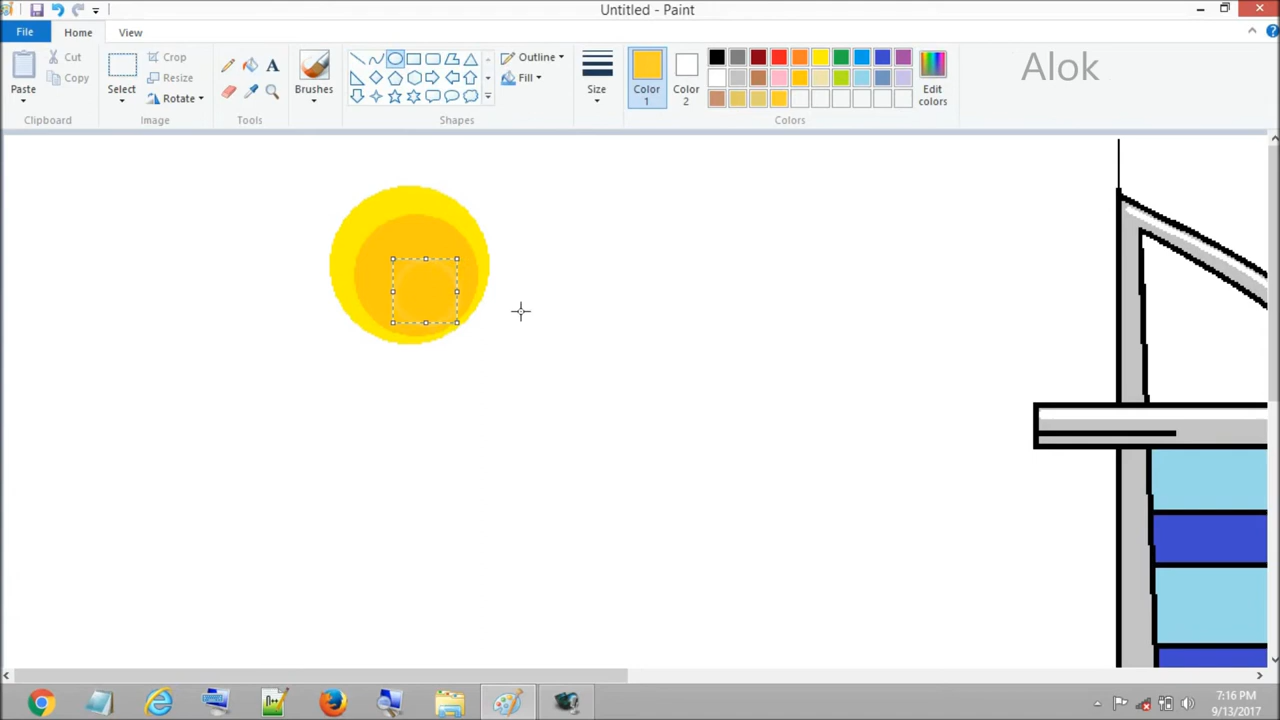 Untitled - Paint
File Home View
Alok
Cut
Copy
Paste
Crop
Resize
Rotate
Select
Brushes
Outline
Fill
Size
Color 1
Color 2
Edit colors
Clipboard Image Tools Shapes Colors
7:16 PM
9/13/2017